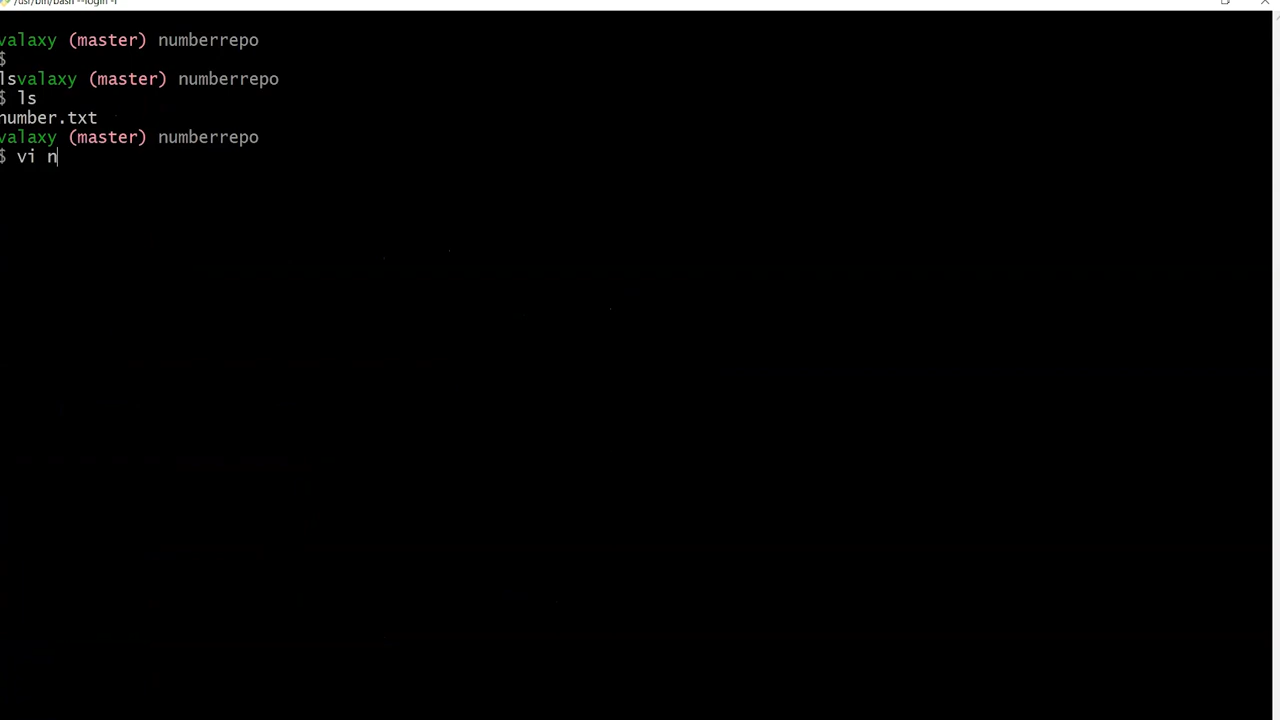 /usr/bin/bash --login -i
valaxy (master) numberrepo
$
lsvalaxy (master) numberrepo
$ ls
number.txt
valaxy (master) numberrepo
$ vi n